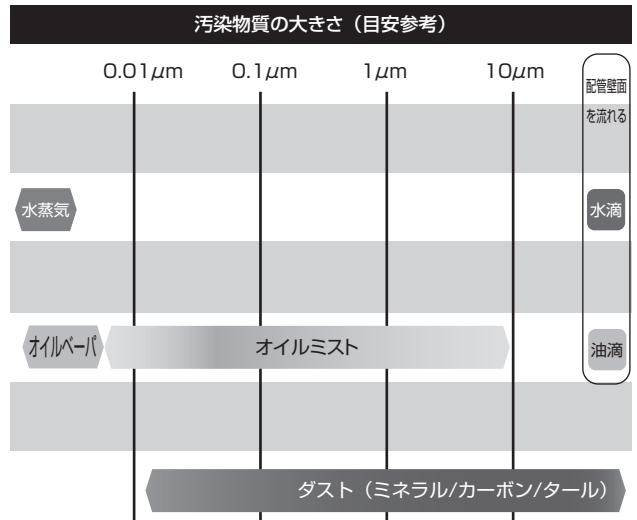 汚染物質の大きさ（目安参考）
0.01μm 0.1μm 1μm 10μm
配管壁面
を流れる
水蒸気 水滴
オイルベーパ オイルミスト 油滴
ダスト（ミネラル/カーボン/タール）